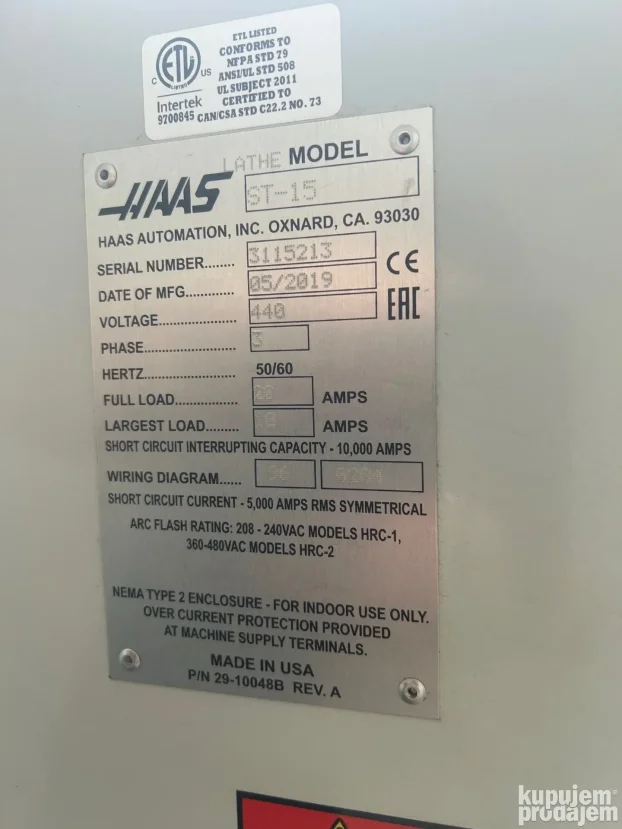 ETL LISTED
CONFORMS TO
NFPA STD 79
ANSI/UL STD 508
UL SUBJECT 2011
CERTIFIED TO
CAN/CSA STD C22.2 NO. 73
ETL
LISTED
C US
Intertek
9700845
LATHE MODEL
HAAS ST-15
HAAS AUTOMATION, INC. OXNARD, CA. 93030
SERIAL NUMBER........ 3115213
DATE OF MFG............. 05/2019
CE
VOLTAGE.................... 440
EAC
PHASE........................ 3
HERTZ........................ 50/60
FULL LOAD................. AMPS
LARGEST LOAD......... AMPS
SHORT CIRCUIT INTERRUPTING CAPACITY - 10,000 AMPS
WIRING DIAGRAM...... 96
SHORT CIRCUIT CURRENT - 5,000 AMPS RMS SYMMETRICAL
ARC FLASH RATING: 208 - 240VAC MODELS HRC-1,
360-480VAC MODELS HRC-2
NEMA TYPE 2 ENCLOSURE - FOR INDOOR USE ONLY.
OVER CURRENT PROTECTION PROVIDED
AT MACHINE SUPPLY TERMINALS.
MADE IN USA
P/N 29-10048B REV. A
kupujem
prodajem